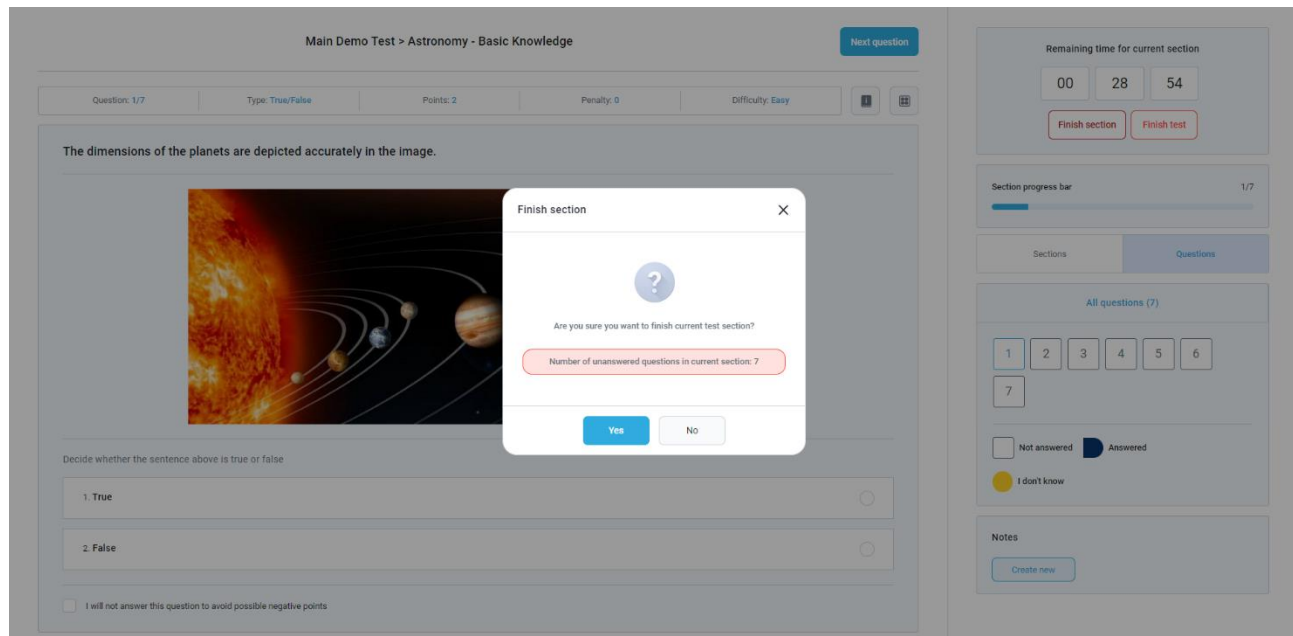 Main Demo Test > Astronomy - Basic Knowledge
Next question
Question: 1/7
Type: True/False
Points: 2
Penalty: 0
Difficulty: Easy
The dimensions of the planets are depicted accurately in the image.
Finish section
Are you sure you want to finish current test section?
Number of unanswered questions in current section: 7
Yes
No
Decide whether the sentence above is true or false
1. True
2. False
I will not answer this question to avoid possible negative points
Remaining time for current section
00 28 54
Finish section
Finish test
Section progress bar
1/7
Sections
Questions
All questions (7)
1 2 3 4 5 6
7
Not answered
Answered
I don't know
Notes
Create new